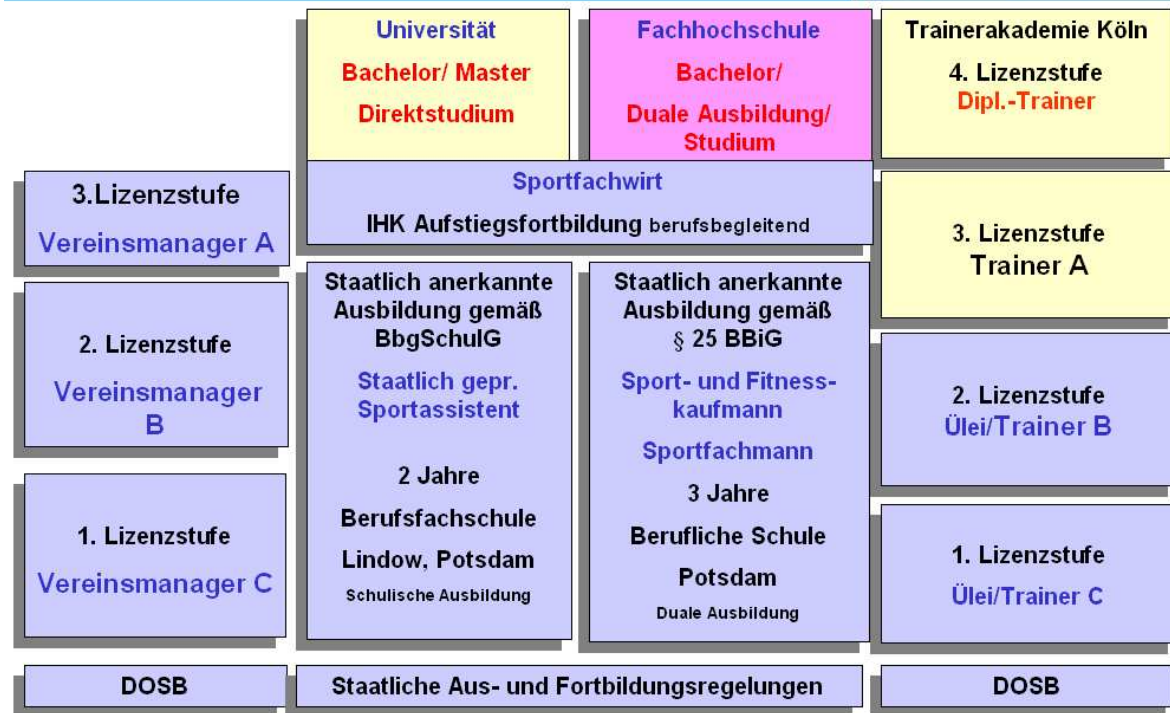 Universität
Bachelor/ Master
Direktstudium
Fachhochschule
Bachelor/
Duale Ausbildung/
Studium
Trainerakademie Köln
4. Lizenzstufe
Dipl.-Trainer
3.Lizenzstufe
Vereinsmanager A
Sportfachwirt
IHK Aufstiegsfortbildung berufsbegleitend
3. Lizenzstufe
Trainer A
2. Lizenzstufe
Vereinsmanager
B
Staatlich anerkannte
Ausbildung gemäß
BbgSchulG
Staatlich gepr.
Sportassistent
2 Jahre
Berufsfachschule
Lindow, Potsdam
Schulische Ausbildung
Staatlich anerkannte
Ausbildung gemäß
§ 25 BBiG
Sport- und Fitness-
kaufmann
Sportfachmann
3 Jahre
Berufliche Schule
Potsdam
Duale Ausbildung
2. Lizenzstufe
Ülei/Trainer B
1. Lizenzstufe
Vereinsmanager C
1. Lizenzstufe
Ülei/Trainer C
DOSB
Staatliche Aus- und Fortbildungsregelungen
DOSB